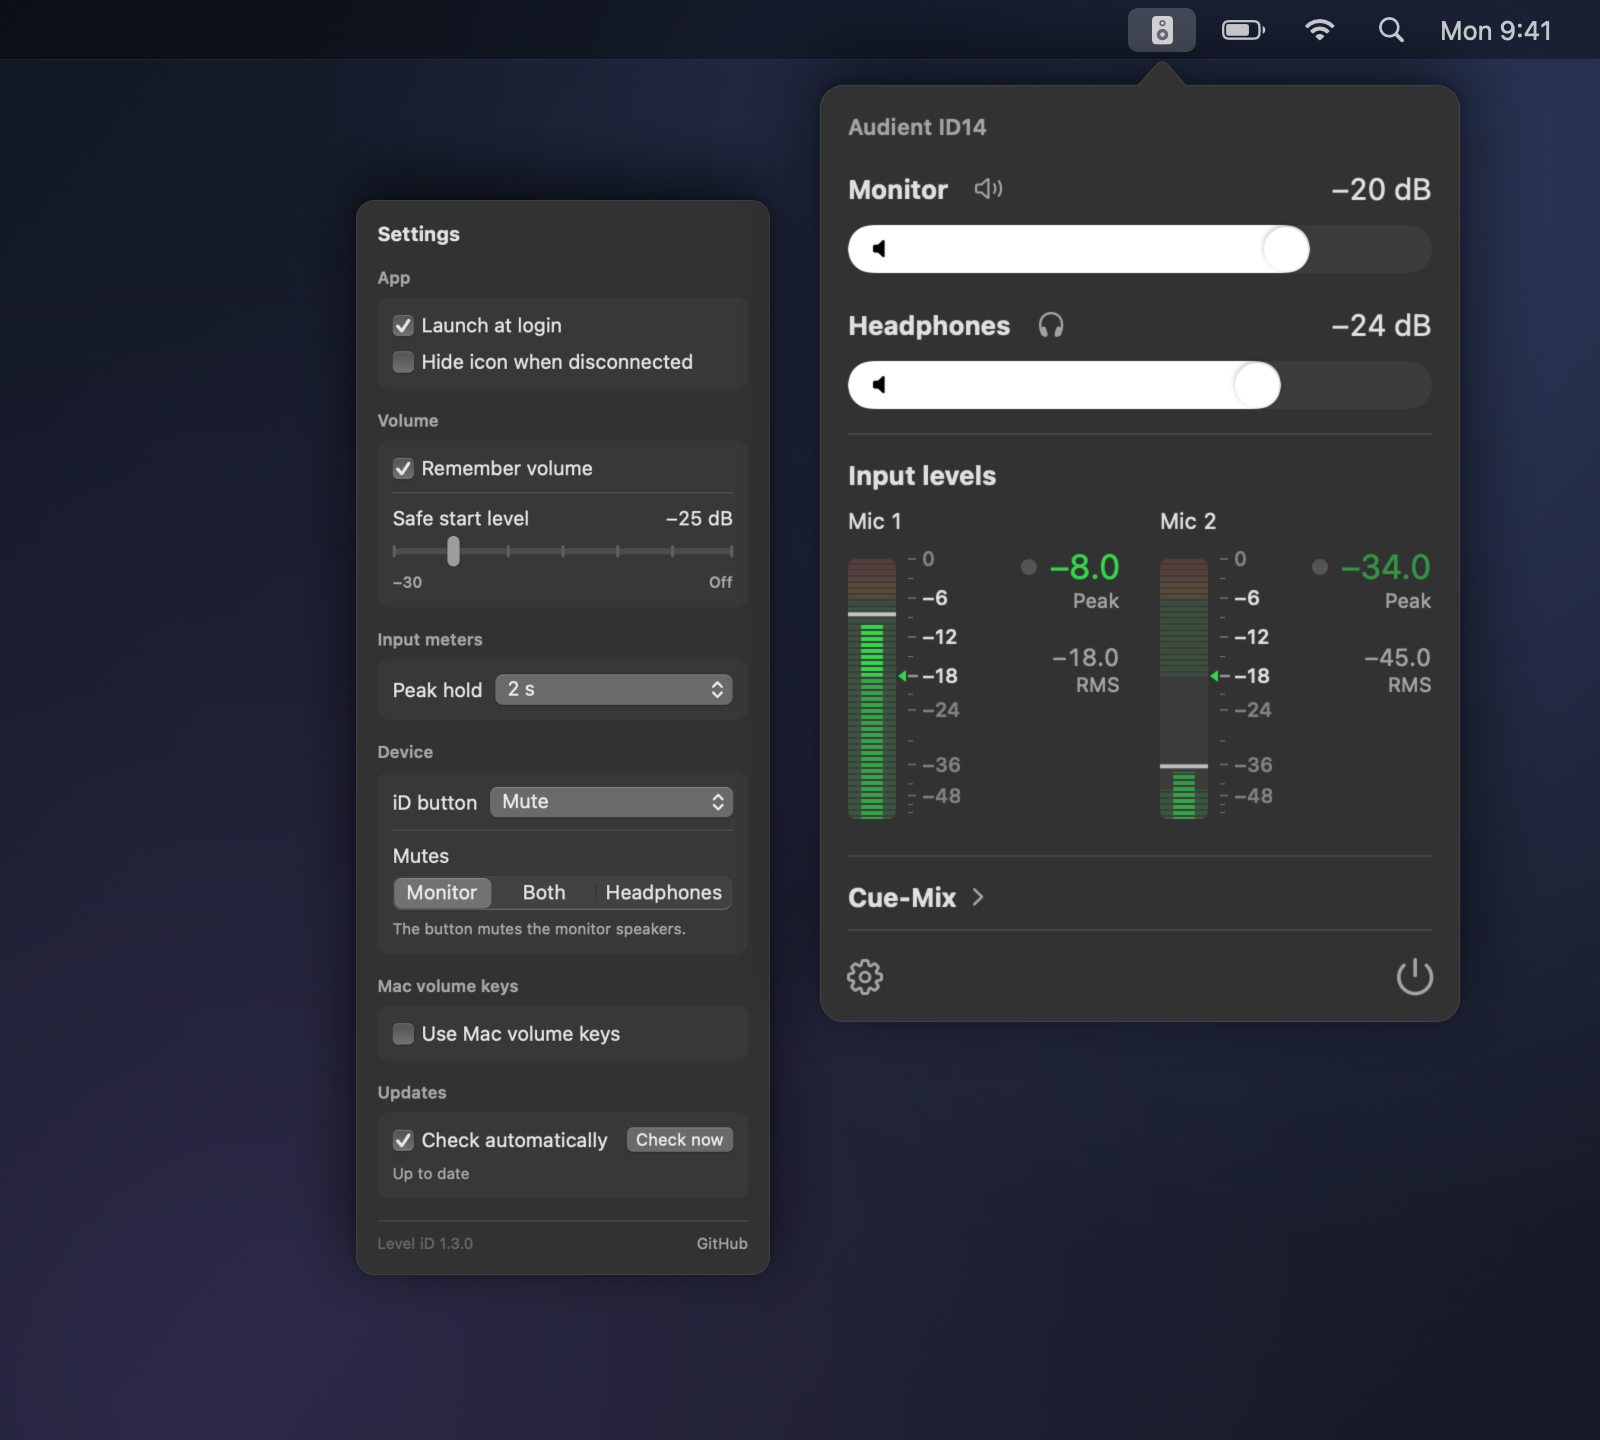 Mon 9:41
Settings
App
Launch at login
Hide icon when disconnected
Volume
Remember volume
Safe start level −25 dB
−30 Off
Input meters
Peak hold 2 s
Device
iD button Mute
Mutes
Monitor Both Headphones
The button mutes the monitor speakers.
Mac volume keys
Use Mac volume keys
Updates
Check automatically Check now
Up to date
Level iD 1.3.0 GitHub
Audient ID14
Monitor −20 dB
Headphones −24 dB
Input levels
Mic 1
0
−6
−12
−18
−24
−36
−48
−8.0
Peak
−18.0
RMS
Mic 2
0
−6
−12
−18
−24
−36
−48
−34.0
Peak
−45.0
RMS
Cue-Mix